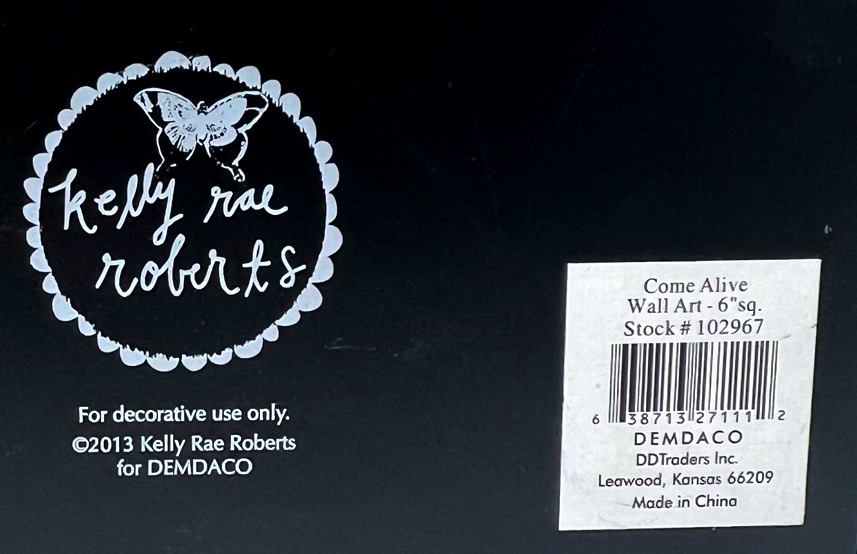 kelly rae
roberts
For decorative use only.
©2013 Kelly Rae Roberts
for DEMDACO
Come Alive
Wall Art - 6"sq.
Stock # 102967
6 38713 27111 2
DEMDACO
DDTraders Inc.
Leawood, Kansas 66209
Made in China